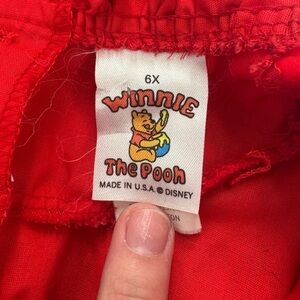 6X
WINNIE
The Pooh
MADE IN U.S.A. © DISNEY